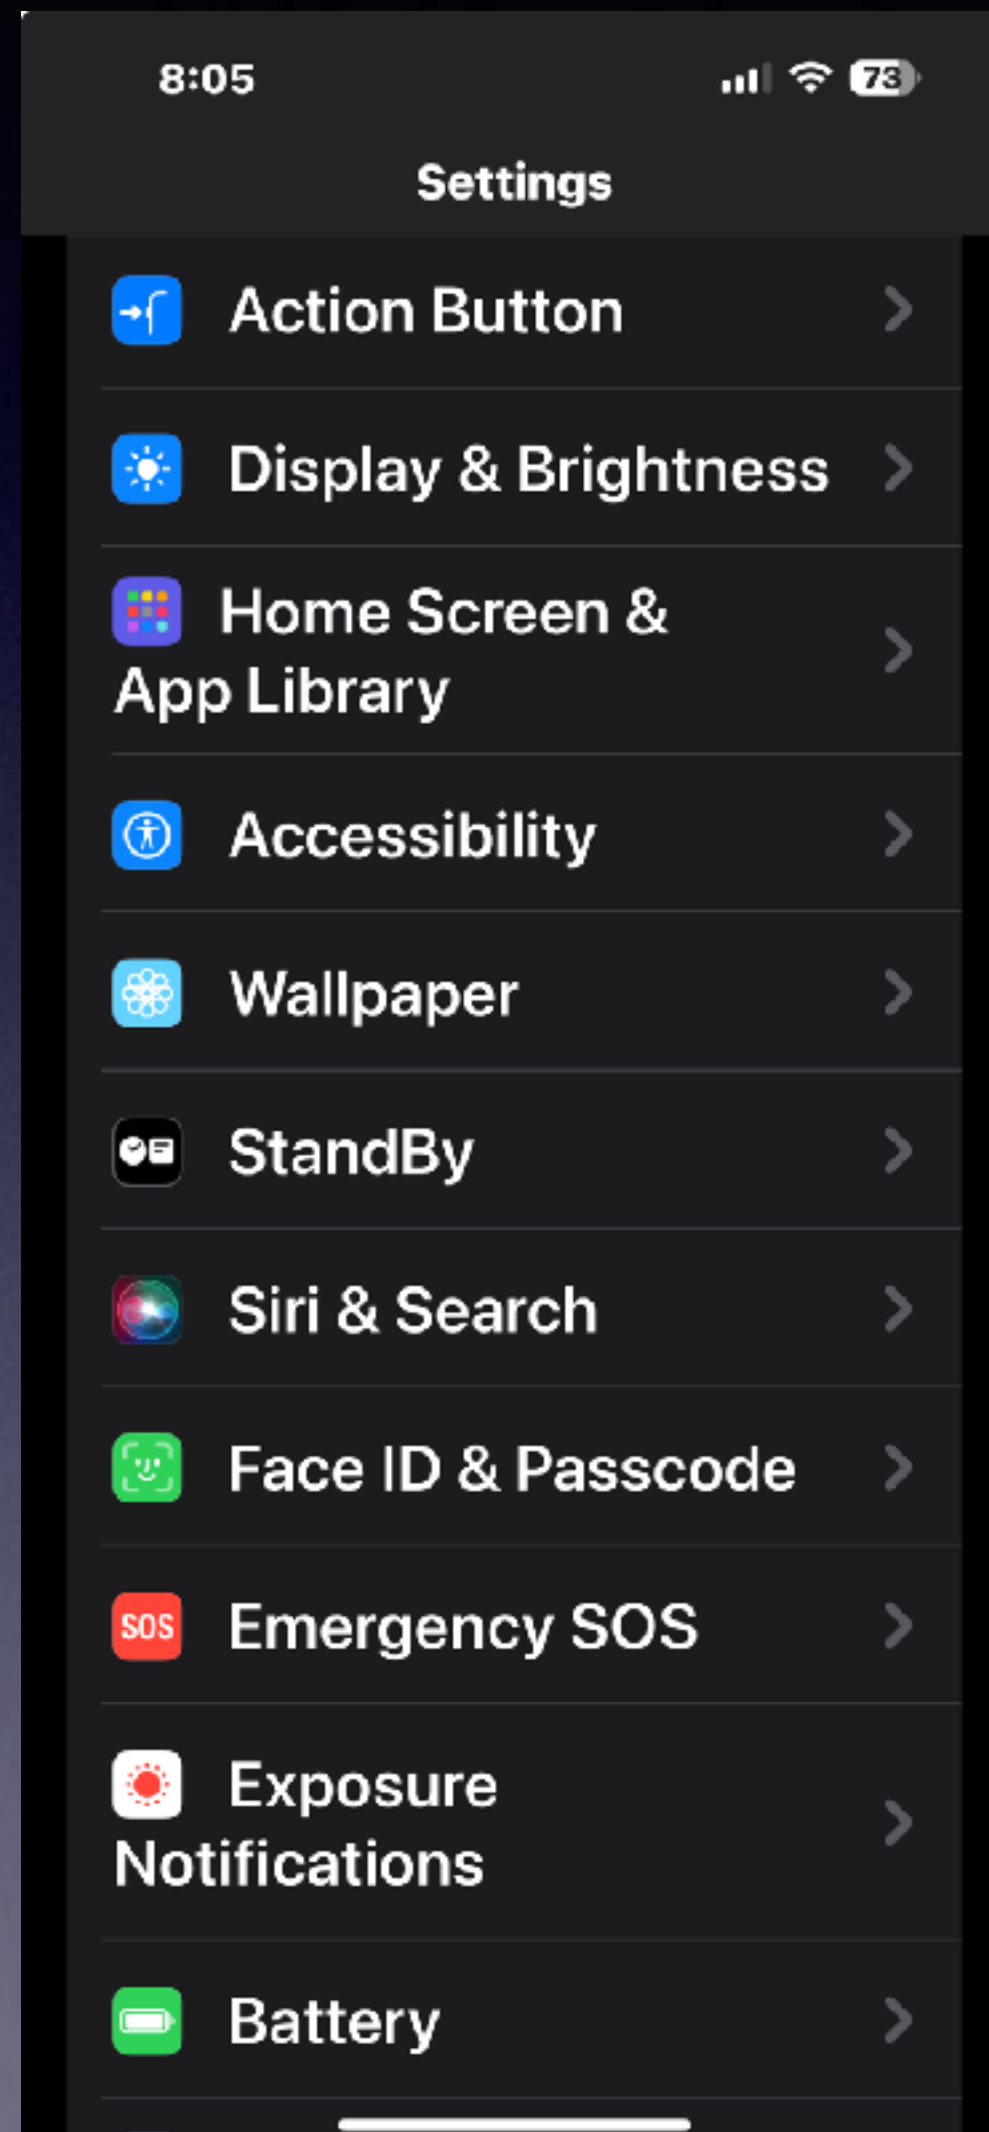 8:05 73
Settings
Action Button
Display & Brightness
Home Screen &
App Library
Accessibility
Wallpaper
StandBy
Siri & Search
Face ID & Passcode
SOS Emergency SOS
Exposure
Notifications
Battery